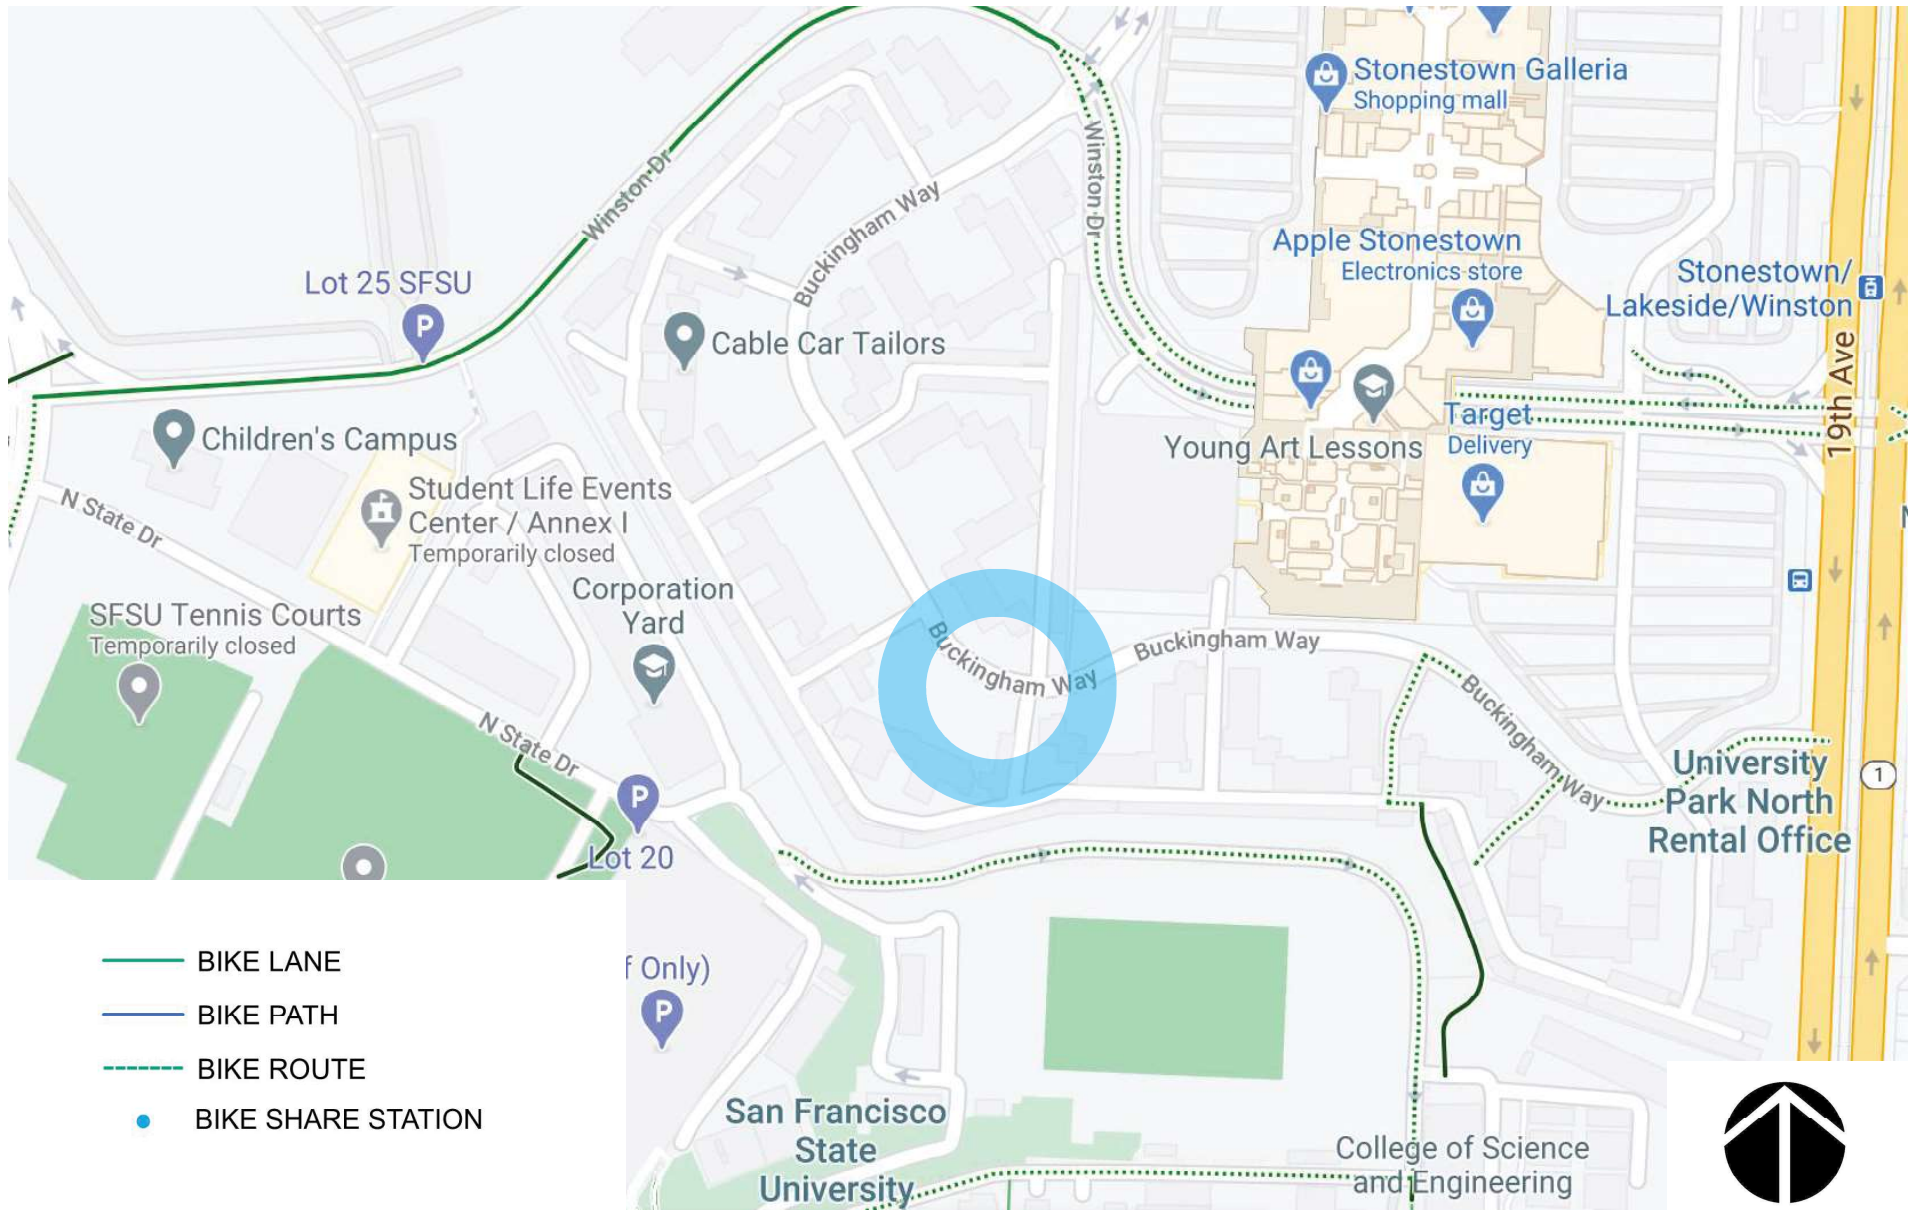 Stonestown Galleria
Shopping mall
Winston Dr
Winston Dr
Buckingham Way
Apple Stonestown
Electronics store
Stonestown/
Lakeside/Winston
Lot 25 SFSU
P
Cable Car Tailors
19th Ave
Target
Delivery
Young Art Lessons
Children's Campus
Student Life Events
Center / Annex I
Temporarily closed
N State Dr
Corporation
Yard
SFSU Tennis Courts
Temporarily closed
Buckingham Way
Buckingham Way
Buckingham Way
N State Dr
University
Park North
Rental Office
1
P
Lot 20
BIKE LANE
BIKE PATH
BIKE ROUTE
BIKE SHARE STATION
f Only)
P
San Francisco
State
University
College of Science
and Engineering